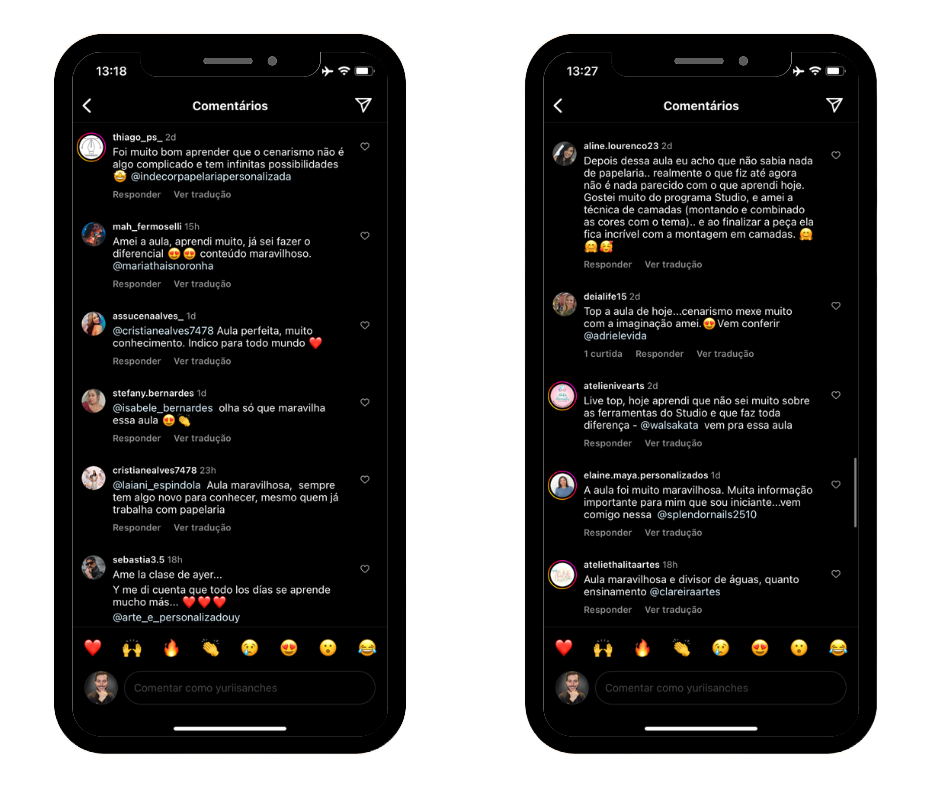 13:18
Comentários
thiago_ps_ 2d
Foi muito bom aprender que o cenarismo não é
algo complicado e tem infinitas possibilidades
🤩 @indecorpapelariapersonalizada
Responder Ver tradução
mah_fermoselli 15h
Amei a aula, aprendi muito, já sei fazer o
diferencial 😍😍 conteúdo maravilhoso.
@mariathaisnoronha
Responder Ver tradução
assucenaalves_ 1d
@cristianealves7478 Aula perfeita, muito
conhecimento. Indico para todo mundo ❤️
Responder Ver tradução
stefany.bernardes 1d
@isabele_bernardes olha só que maravilha
essa aula 😍👏
Responder Ver tradução
cristianealves7478 23h
@laiani_espindola Aula maravilhosa, sempre
tem algo novo para conhecer, mesmo quem já
trabalha com papelaria
Responder Ver tradução
sebastia3.5 18h
Ame la clase de ayer...
Y me di cuenta que todo los días se aprende
mucho más... ❤️❤️❤️
@arte_e_personalizadouy
❤️ 🙌 🔥 👏 😢 😍 😮 😂
Comentar como yuriisanches
13:27
Comentários
aline.lourenco23 2d
Depois dessa aula eu acho que não sabia nada
de papelaria.. realmente o que fiz até agora
não é nada parecido com o que aprendi hoje.
Gostei muito do programa Studio, e amei a
técnica de camadas (montando e combinado
as cores com o tema).. e ao finalizar a peça ela
fica incrível com a montagem em camadas. 🤗
🤗🥰
Responder Ver tradução
deialife15 2d
Top a aula de hoje...cenarismo mexe muito
com a imaginação amei.😍Vem conferir
@adrielevida
1 curtida Responder Ver tradução
atelienivearts 2d
Live top, hoje aprendi que não sei muito sobre
as ferramentas do Studio e que faz toda
diferença - @walsakata vem pra essa aula
Responder Ver tradução
elaine.maya.personalizados 1d
A aula foi muito maravilhosa. Muita informação
importante para mim que sou iniciante...vem
comigo nessa @splendornails2510
Responder Ver tradução
ateliethalitaartes 18h
Aula maravilhosa e divisor de águas, quanto
ensinamento @clareiraartes
Responder Ver tradução
❤️ 🙌 🔥 👏 😢 😍 😮 😂
Comentar como yuriisanches